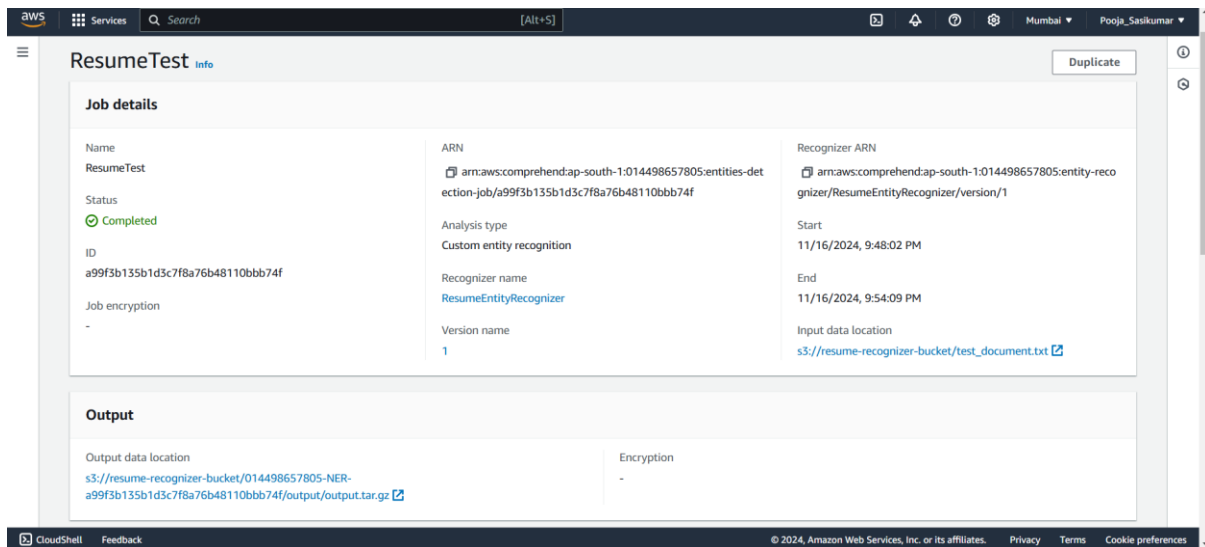 aws
Services
Search
[Alt+S]
Mumbai ▼
Pooja_Sasikumar ▼
ResumeTest Info
Duplicate
Job details
Name
ResumeTest
Status
Completed
ID
a99f3b135b1d3c7f8a76b48110bbb74f
Job encryption
-
ARN
arn:aws:comprehend:ap-south-1:014498657805:entities-det
ection-job/a99f3b135b1d3c7f8a76b48110bbb74f
Analysis type
Custom entity recognition
Recognizer name
ResumeEntityRecognizer
Version name
1
Recognizer ARN
arn:aws:comprehend:ap-south-1:014498657805:entity-reco
gnizer/ResumeEntityRecognizer/version/1
Start
11/16/2024, 9:48:02 PM
End
11/16/2024, 9:54:09 PM
Input data location
s3://resume-recognizer-bucket/test_document.txt
Output
Output data location
s3://resume-recognizer-bucket/014498657805-NER-
a99f3b135b1d3c7f8a76b48110bbb74f/output/output.tar.gz
Encryption
-
CloudShell
Feedback
© 2024, Amazon Web Services, Inc. or its affiliates.
Privacy
Terms
Cookie preferences